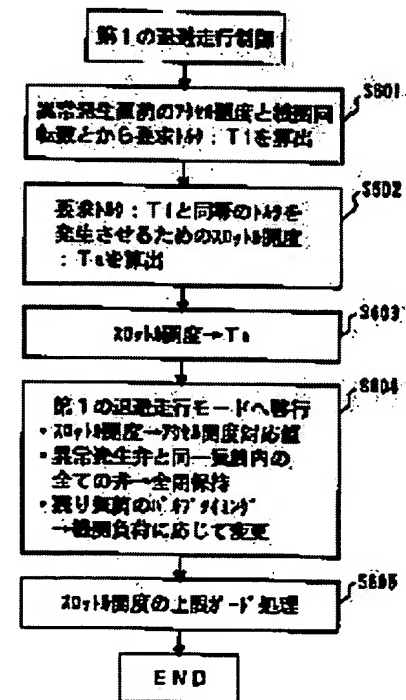 第1の退避走行制御
S601
異常発生直前のアクセル開度と機関回
転数とから要求トルク：T1を算出
S602
要求トルク：T1と同等のトルクを
発生させるためのスロットル開度
：Taを算出
S603
スロットル開度→Ta
S604
第1の退避走行モードへ移行
・スロットル開度→アクセル開度対応値
・異常発生弁と同一気筒内の
全ての弁→全閉保持
・残り気筒のバルブタイミング
→機関負荷に応じて変更
S605
スロットル開度の上限ガード処理
END